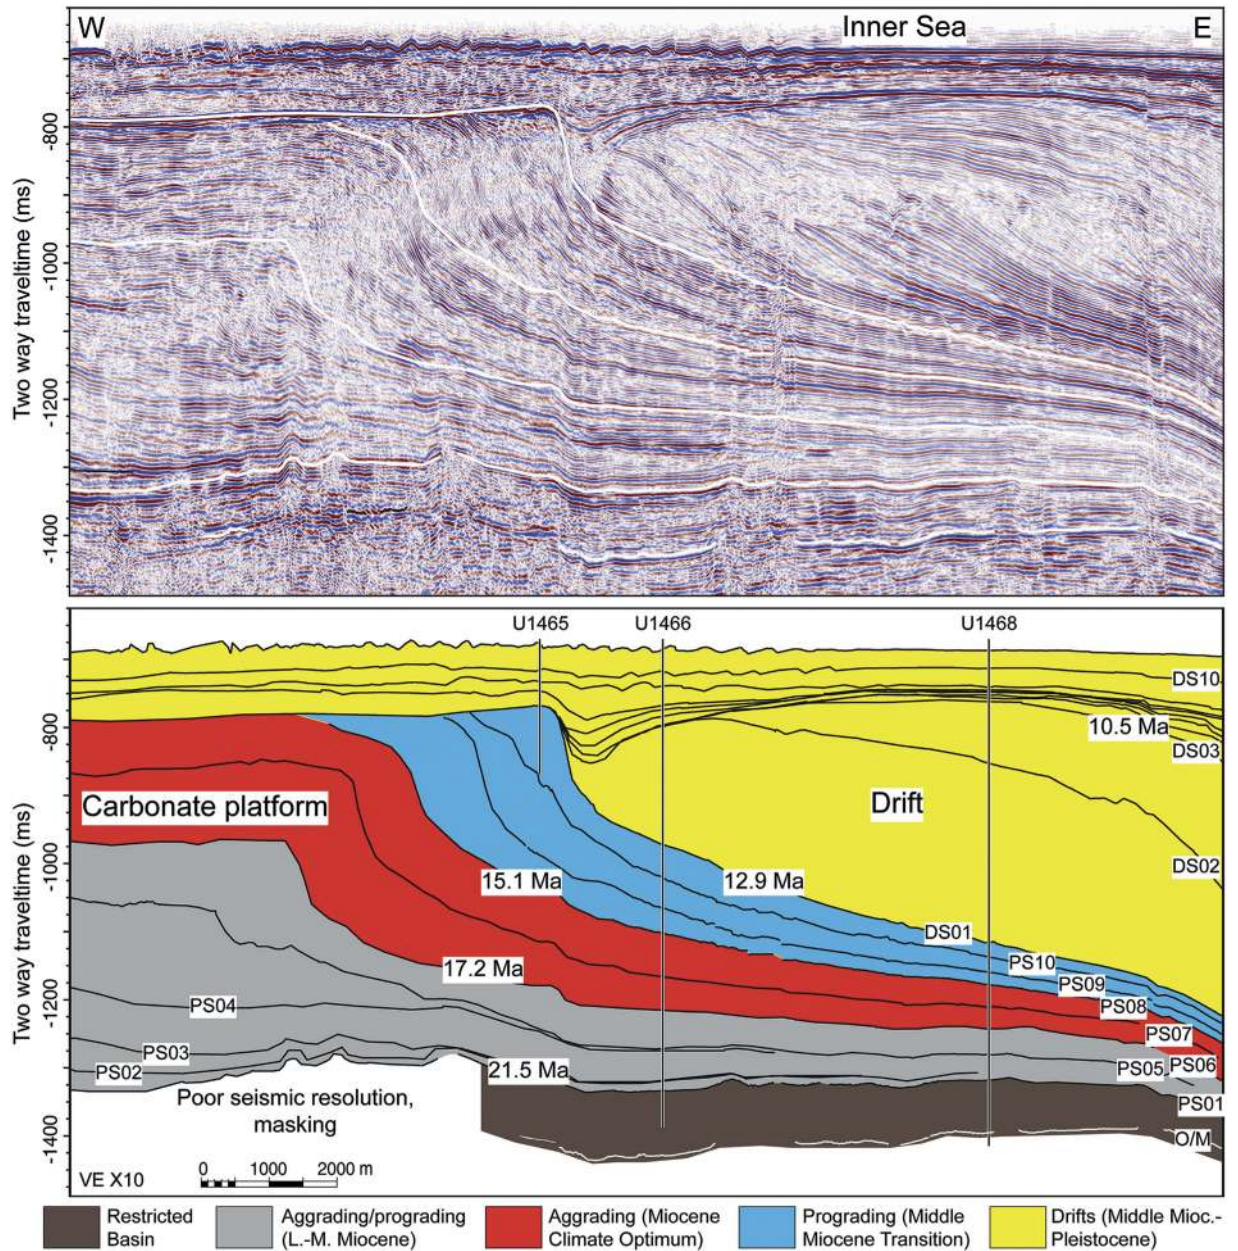 W
Inner Sea
E
Two way traveltime (ms)
-800
-1000
-1200
-1400
U1465
U1466
U1468
Two way traveltime (ms)
-800
-1000
-1200
-1400
DS10
10.5 Ma
DS03
Carbonate platform
Drift
DS02
15.1 Ma
12.9 Ma
DS01
PS10
17.2 Ma
PS09
PS08
PS04
PS07
PS03
PS02
21.5 Ma
PS05
PS06
Poor seismic resolution,
masking
PS01
O/M
VE X10
0 1000 2000 m
Restricted
Basin
Aggrading/prograding
(L.-M. Miocene)
Aggrading (Miocene
Climate Optimum)
Prograding (Middle
Miocene Transition)
Drifts (Middle Mioc.-
Pleistocene)